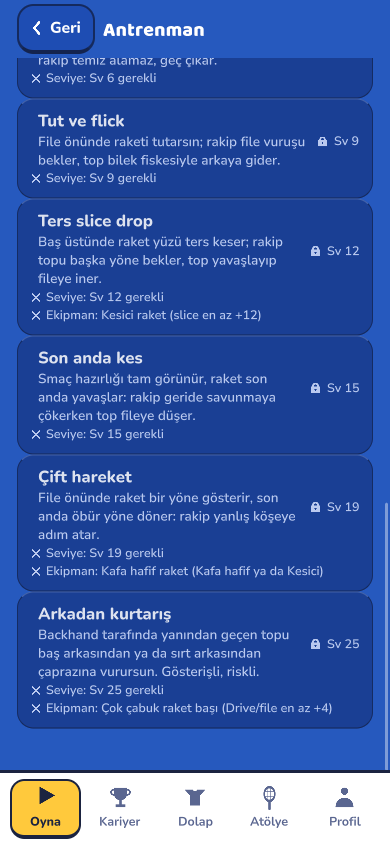 Geri
Antrenman
rakip temiz alamaz, geç çıkar.
Seviye: Sv 6 gerekli
Tut ve flick
File önünde raketi tutarsın; rakip file vuruşu
bekler, top bilek fiskesiyle arkaya gider.
Sv 9
Seviye: Sv 9 gerekli
Ters slice drop
Baş üstünde raket yüzü ters keser; rakip
topu başka yöne bekler, top yavaşlayıp
fileye iner.
Sv 12
Seviye: Sv 12 gerekli
Ekipman: Kesici raket (slice en az +12)
Son anda kes
Smaç hazırlığı tam görünür, raket son
anda yavaşlar: rakip geride savunmaya
çökerken top fileye düşer.
Sv 15
Seviye: Sv 15 gerekli
Çift hareket
File önünde raket bir yöne gösterir, son
anda öbür yöne döner: rakip yanlış köşeye
adım atar.
Sv 19
Seviye: Sv 19 gerekli
Ekipman: Kafa hafif raket (Kafa hafif ya da Kesici)
Arkadan kurtarış
Backhand tarafında yanından geçen topu
baş arkasından ya da sırt arkasından
çaprazına vurursun. Gösterişli, riskli.
Sv 25
Seviye: Sv 25 gerekli
Ekipman: Çok çabuk raket başı (Drive/file en az +4)
Oyna
Kariyer
Dolap
Atölye
Profil